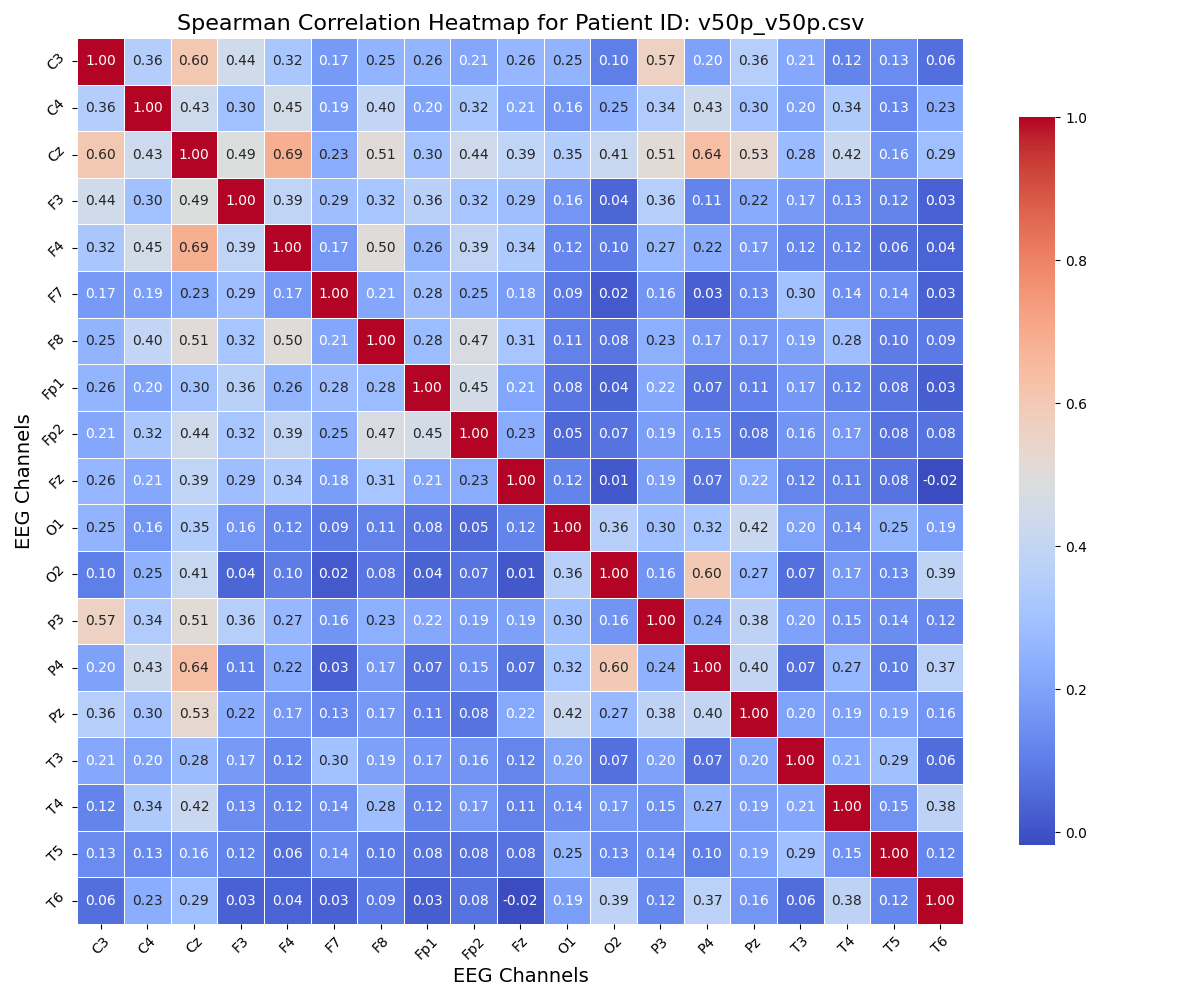 Spearman Correlation Heatmap for Patient ID: v50p_v50p.csv
C3 1.00 0.36 0.60 0.44 0.32 0.17 0.25 0.26 0.21 0.26 0.25 0.10 0.57 0.20 0.36 0.21 0.12 0.13 0.06
C4 0.36 1.00 0.43 0.30 0.45 0.19 0.40 0.20 0.32 0.21 0.16 0.25 0.34 0.43 0.30 0.20 0.34 0.13 0.23
Cz 0.60 0.43 1.00 0.49 0.69 0.23 0.51 0.30 0.44 0.39 0.35 0.41 0.51 0.64 0.53 0.28 0.42 0.16 0.29
F3 0.44 0.30 0.49 1.00 0.39 0.29 0.32 0.36 0.32 0.29 0.16 0.04 0.36 0.11 0.22 0.17 0.13 0.12 0.03
F4 0.32 0.45 0.69 0.39 1.00 0.17 0.50 0.26 0.39 0.34 0.12 0.10 0.27 0.22 0.17 0.12 0.12 0.06 0.04
F7 0.17 0.19 0.23 0.29 0.17 1.00 0.21 0.28 0.25 0.18 0.09 0.02 0.16 0.03 0.13 0.30 0.14 0.14 0.03
F8 0.25 0.40 0.51 0.32 0.50 0.21 1.00 0.28 0.47 0.31 0.11 0.08 0.23 0.17 0.17 0.19 0.28 0.10 0.09
Fp1 0.26 0.20 0.30 0.36 0.26 0.28 0.28 1.00 0.45 0.21 0.08 0.04 0.22 0.07 0.11 0.17 0.12 0.08 0.03
Fp2 0.21 0.32 0.44 0.32 0.39 0.25 0.47 0.45 1.00 0.23 0.05 0.07 0.19 0.15 0.08 0.16 0.17 0.08 0.08
Fz 0.26 0.21 0.39 0.29 0.34 0.18 0.31 0.21 0.23 1.00 0.12 0.01 0.19 0.07 0.22 0.12 0.11 0.08 -0.02
O1 0.25 0.16 0.35 0.16 0.12 0.09 0.11 0.08 0.05 0.12 1.00 0.36 0.30 0.32 0.42 0.20 0.14 0.25 0.19
O2 0.10 0.25 0.41 0.04 0.10 0.02 0.08 0.04 0.07 0.01 0.36 1.00 0.16 0.60 0.27 0.07 0.17 0.13 0.39
P3 0.57 0.34 0.51 0.36 0.27 0.16 0.23 0.22 0.19 0.19 0.30 0.16 1.00 0.24 0.38 0.20 0.15 0.14 0.12
P4 0.20 0.43 0.64 0.11 0.22 0.03 0.17 0.07 0.15 0.07 0.32 0.60 0.24 1.00 0.40 0.07 0.27 0.10 0.37
Pz 0.36 0.30 0.53 0.22 0.17 0.13 0.17 0.11 0.08 0.22 0.42 0.27 0.38 0.40 1.00 0.20 0.19 0.19 0.16
T3 0.21 0.20 0.28 0.17 0.12 0.30 0.19 0.17 0.16 0.12 0.20 0.07 0.20 0.07 0.20 1.00 0.21 0.29 0.06
T4 0.12 0.34 0.42 0.13 0.12 0.14 0.28 0.12 0.17 0.11 0.14 0.17 0.15 0.27 0.19 0.21 1.00 0.15 0.38
T5 0.13 0.13 0.16 0.12 0.06 0.14 0.10 0.08 0.08 0.08 0.25 0.13 0.14 0.10 0.19 0.29 0.15 1.00 0.12
T6 0.06 0.23 0.29 0.03 0.04 0.03 0.09 0.03 0.08 -0.02 0.19 0.39 0.12 0.37 0.16 0.06 0.38 0.12 1.00
C3 C4 Cz F3 F4 F7 F8 Fp1 Fp2 Fz O1 O2 P3 P4 Pz T3 T4 T5 T6
EEG Channels
EEG Channels
1.0
0.8
0.6
0.4
0.2
0.0